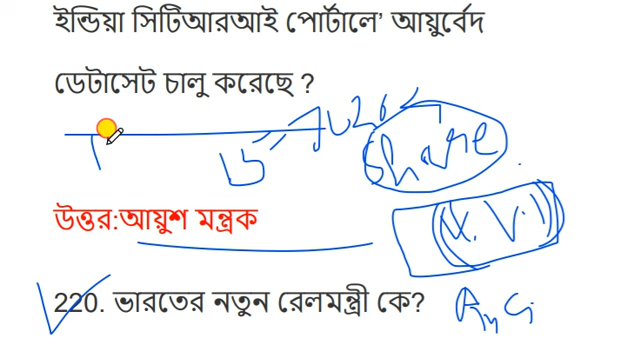 ইন্ডিয়া সিটিআরআই পোর্টালে’ আয়ুর্বেদ
ডেটাসেট চালু করেছে ?
share
উত্তর:আয়ুশ মন্ত্রক
220. ভারতের নতুন রেলমন্ত্রী কে?